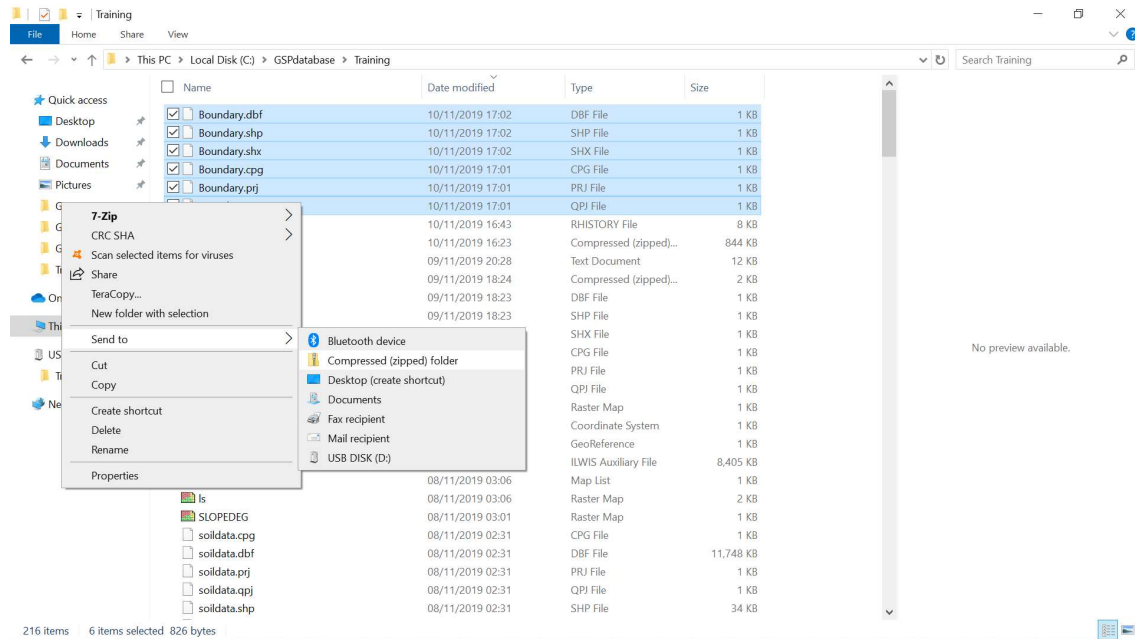 Training
File Home Share View
This PC > Local Disk (C:) > GSPdatabase > Training Search Training
Name Date modified Type Size
Quick access
Desktop
Downloads
Documents
Pictures
Boundary.dbf 10/11/2019 17:02 DBF File 1 KB
Boundary.shp 10/11/2019 17:02 SHP File 1 KB
Boundary.shx 10/11/2019 17:02 SHX File 1 KB
Boundary.cpg 10/11/2019 17:01 CPG File 1 KB
Boundary.prj 10/11/2019 17:01 PRJ File 1 KB
10/11/2019 17:01 QPJ File 1 KB
10/11/2019 16:43 RHISTORY File 8 KB
10/11/2019 16:23 Compressed (zipped)... 844 KB
09/11/2019 20:28 Text Document 12 KB
09/11/2019 18:24 Compressed (zipped)... 2 KB
09/11/2019 18:23 DBF File 1 KB
09/11/2019 18:23 SHP File 1 KB
SHX File 1 KB
CPG File 1 KB
PRJ File 1 KB
QPJ File 1 KB
Raster Map 1 KB
Coordinate System 1 KB
GeoReference 1 KB
ILWIS Auxiliary File 8,405 KB
08/11/2019 03:06 Map List 1 KB
ls 08/11/2019 03:06 Raster Map 2 KB
SLOPEDEG 08/11/2019 03:01 Raster Map 1 KB
soildata.cpg 08/11/2019 02:31 CPG File 1 KB
soildata.dbf 08/11/2019 02:31 DBF File 11,748 KB
soildata.prj 08/11/2019 02:31 PRJ File 1 KB
soildata.qpj 08/11/2019 02:31 QPJ File 1 KB
soildata.shp 08/11/2019 02:31 SHP File 34 KB
7-Zip
CRC SHA
Scan selected items for viruses
Share
TeraCopy...
New folder with selection
Send to
Cut
Copy
Create shortcut
Delete
Rename
Properties
Bluetooth device
Compressed (zipped) folder
Desktop (create shortcut)
Documents
Fax recipient
Mail recipient
USB DISK (D:)
No preview available.
216 items 6 items selected 826 bytes